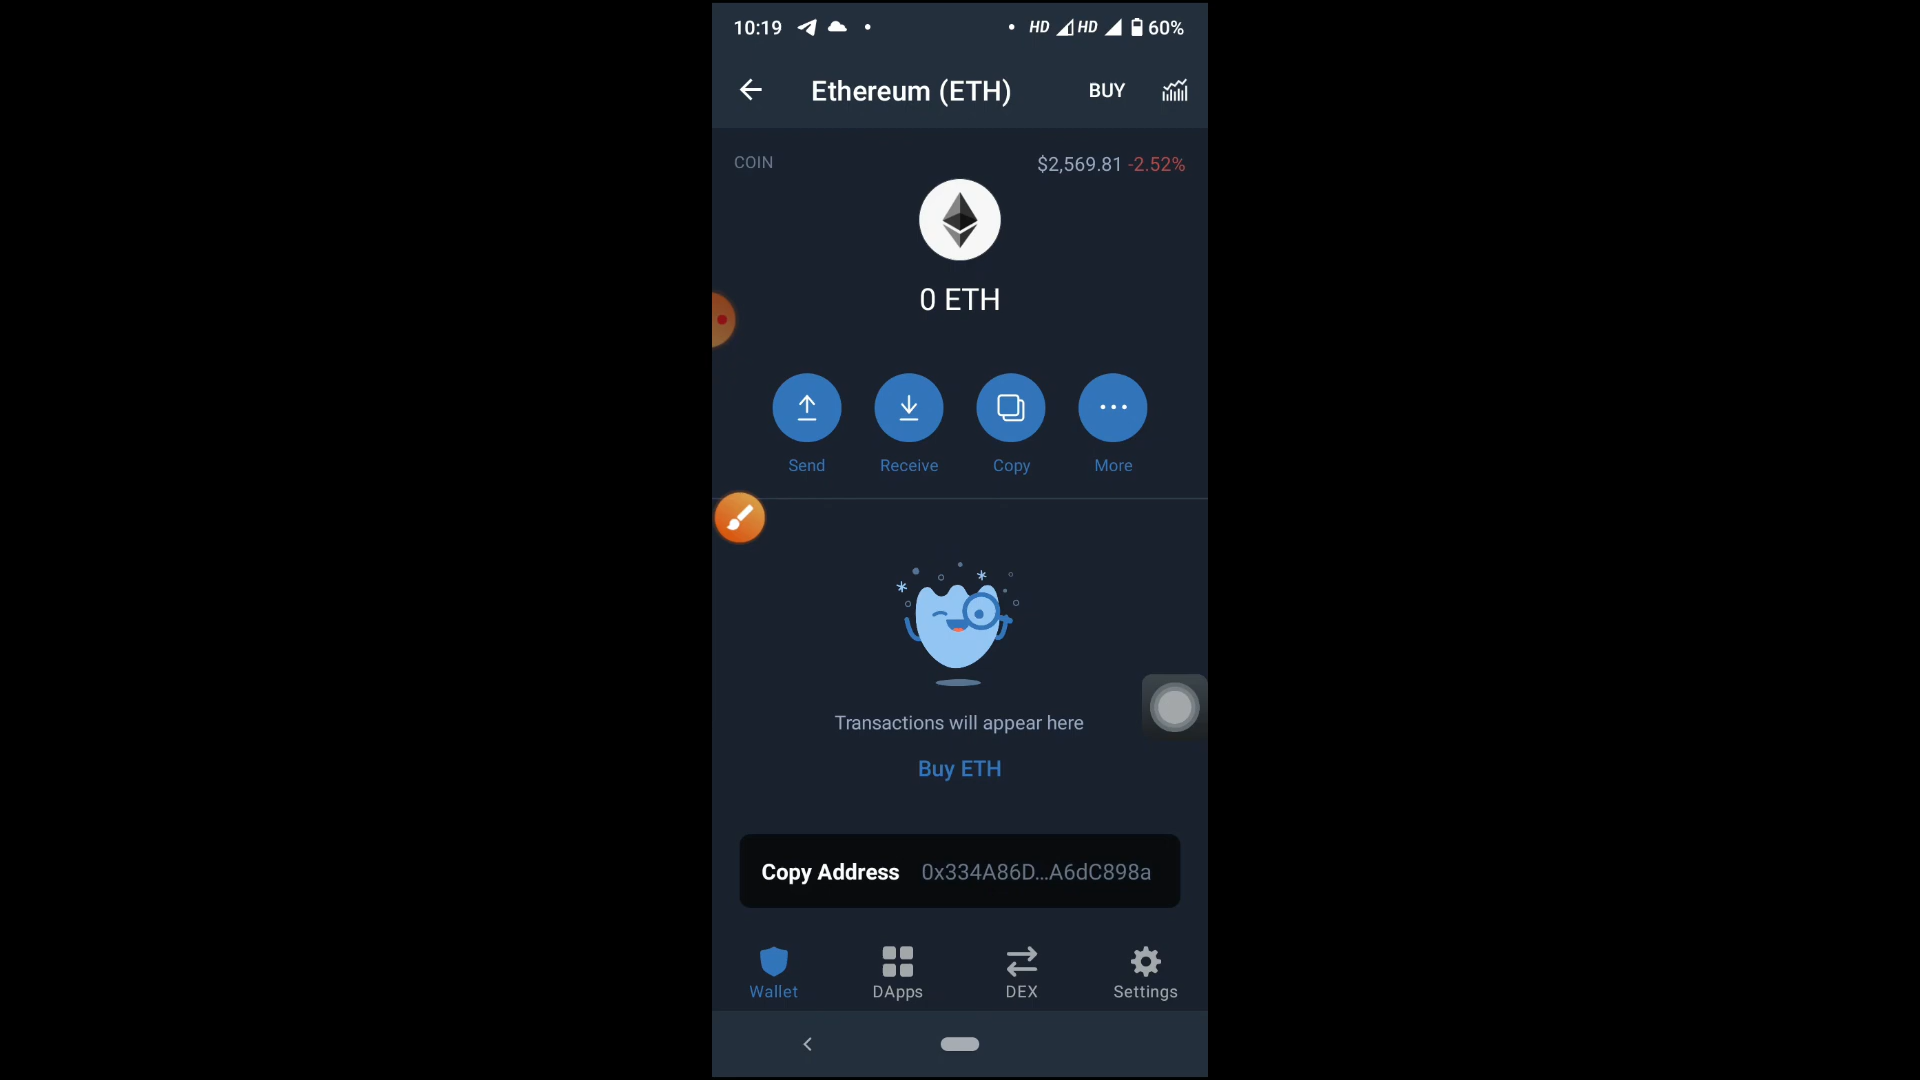 10:19 HD HD 60%
Ethereum (ETH) BUY
COIN $2,569.81 -2.52%
0 ETH
Send Receive Copy More
Transactions will appear here
Buy ETH
Copy Address 0x334A86D...A6dC898a
Wallet DApps DEX Settings